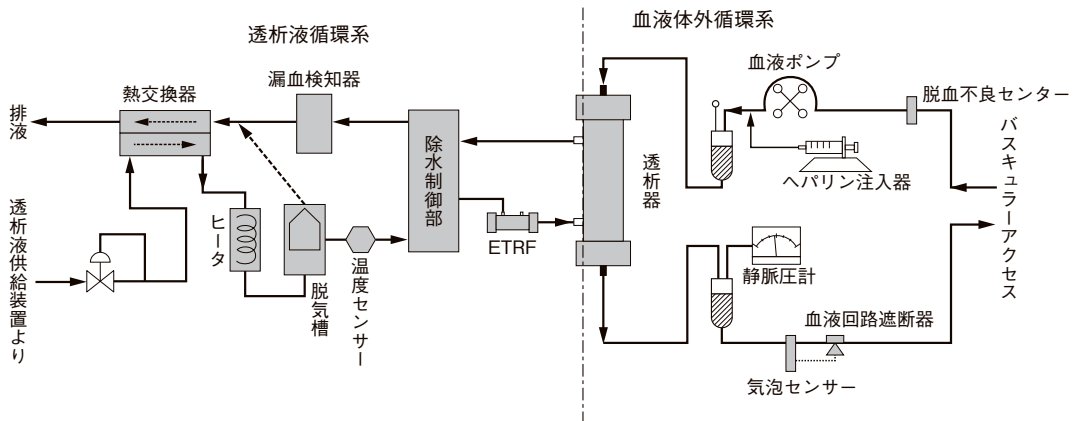 透析液循環系
血液体外循環系
漏血検知器
血液ポンプ
熱交換器
脱血不良センター
排液
除水制御部
透析器
ヘパリン注入器
バスキュラーアクセス
透析液供給装置より
ヒータ
ETRF
脱気槽
温度センサー
静脈圧計
血液回路遮断器
気泡センサー